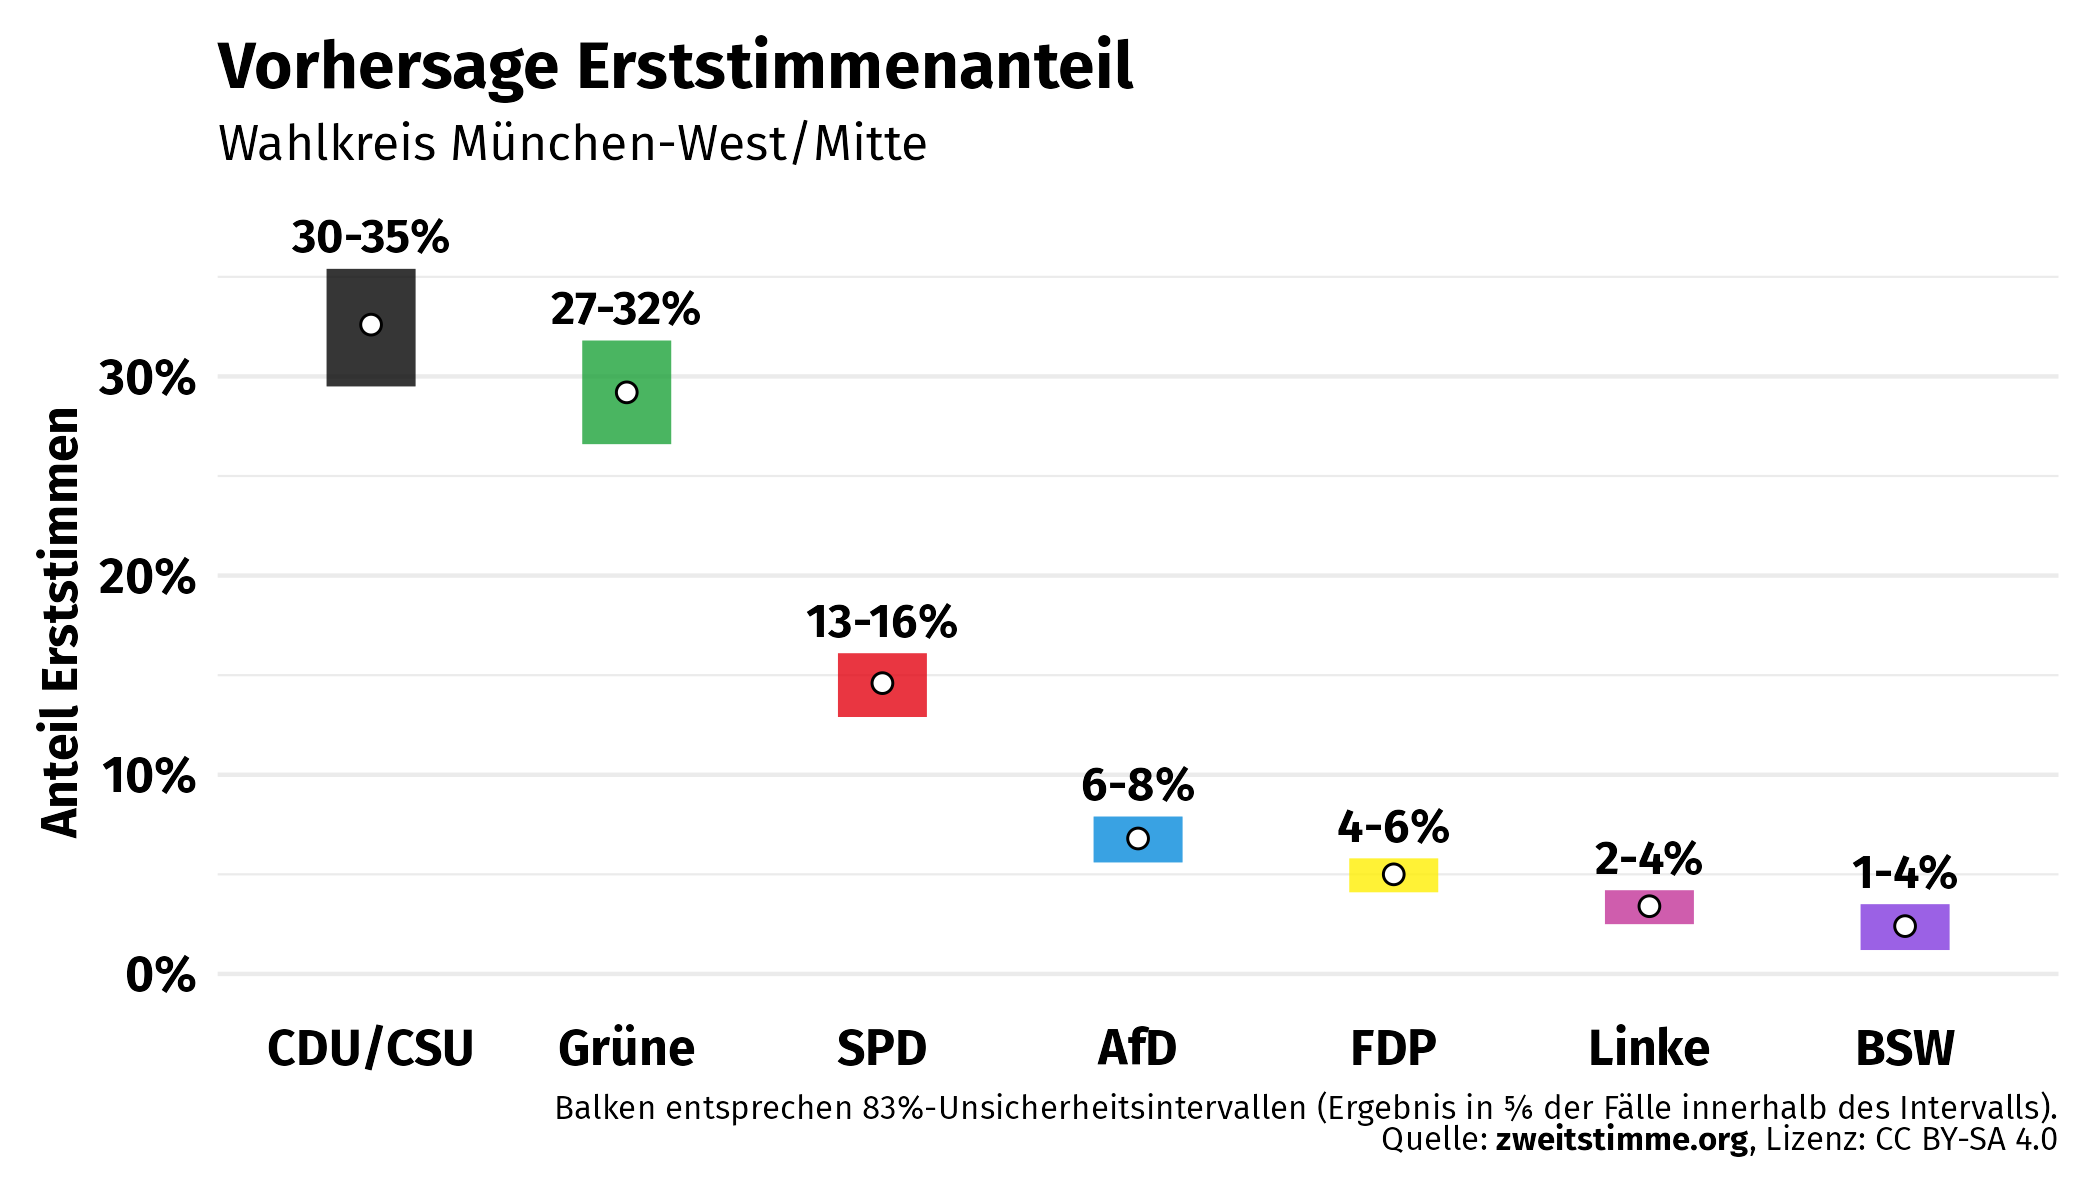 Vorhersage Erststimmenanteil
Wahlkreis München-West/Mitte
30-35%
27-32%
13-16%
6-8%
4-6%
2-4%
1-4%
Anteil Erststimmen
30%
20%
10%
0%
CDU/CSU
Grüne
SPD
AfD
FDP
Linke
BSW
Balken entsprechen 83%-Unsicherheitsintervallen (Ergebnis in ⅚ der Fälle innerhalb des Intervalls).
Quelle: zweitstimme.org, Lizenz: CC BY-SA 4.0